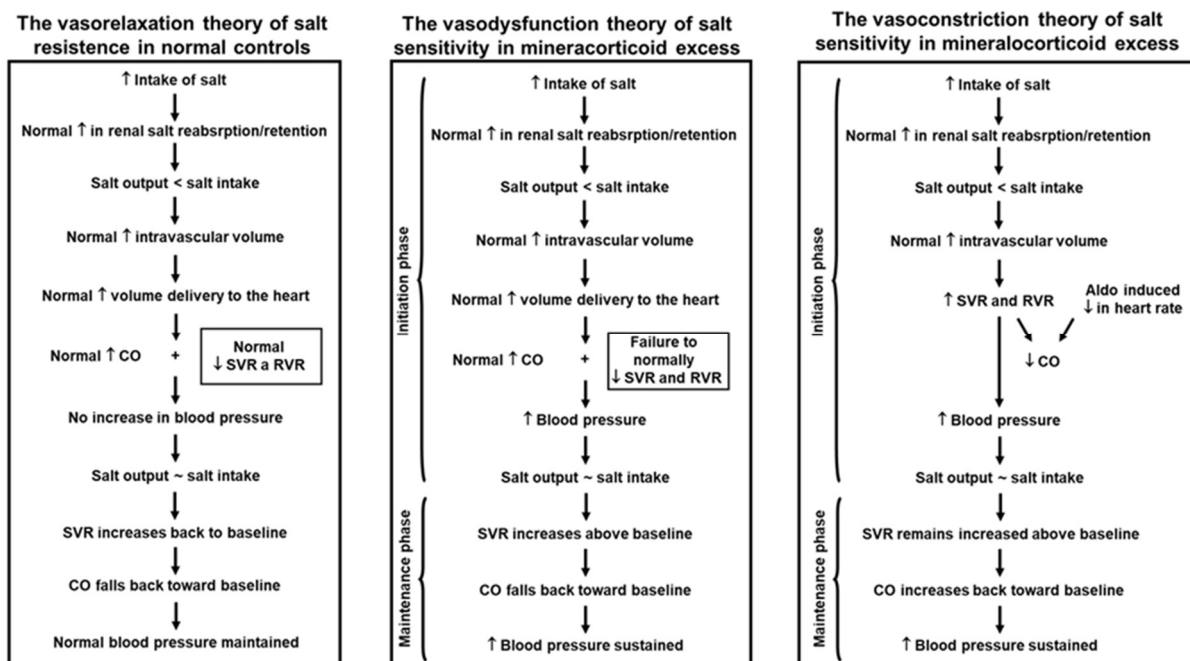 The vasorelaxation theory of salt
resistence in normal controls
↑ Intake of salt
Normal ↑ in renal salt reabsrption/retention
Salt output < salt intake
Normal ↑ intravascular volume
Normal ↑ volume delivery to the heart
Normal ↑ CO + Normal
↓ SVR a RVR
No increase in blood pressure
Salt output ~ salt intake
SVR increases back to baseline
CO falls back toward baseline
Normal blood pressure maintained
The vasodysfunction theory of salt
sensitivity in mineracorticoid excess
Initiation phase
↑ Intake of salt
Normal ↑ in renal salt reabsrption/retention
Salt output < salt intake
Normal ↑ intravascular volume
Normal ↑ volume delivery to the heart
Normal ↑ CO + Failure to
normally
↓ SVR and RVR
↑ Blood pressure
Salt output ~ salt intake
Maintenance phase
SVR increases above baseline
CO falls back toward baseline
↑ Blood pressure sustained
The vasoconstriction theory of salt
sensitivity in mineralocorticoid excess
Initiation phase
↑ Intake of salt
Normal ↑ in renal salt reabsrption/retention
Salt output < salt intake
Normal ↑ intravascular volume
↑ SVR and RVR
Aldo induced
↓ in heart rate
↓ CO
↑ Blood pressure
Salt output ~ salt intake
Maintenance phase
SVR remains increased above baseline
CO increases back toward baseline
↑ Blood pressure sustained